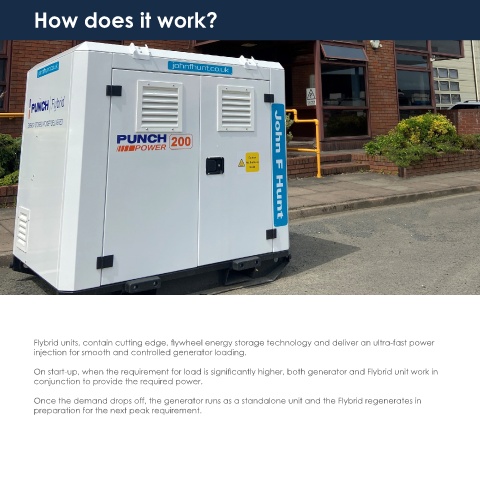 How does it work?
johnfhunt.co.uk
johnfhunt.co.uk
PUNCH Flybrid
PUNCH
POWER 200
John F Hunt
Flybrid units, contain cutting edge, flywheel energy storage technology and deliver an ultra-fast power
injection for smooth and controlled generator loading.
On start-up, when the requirement for load is significantly higher, both generator and Flybrid unit work in
conjunction to provide the required power.
Once the demand drops off, the generator runs as a standalone unit and the Flybrid regenerates in
preparation for the next peak requirement.